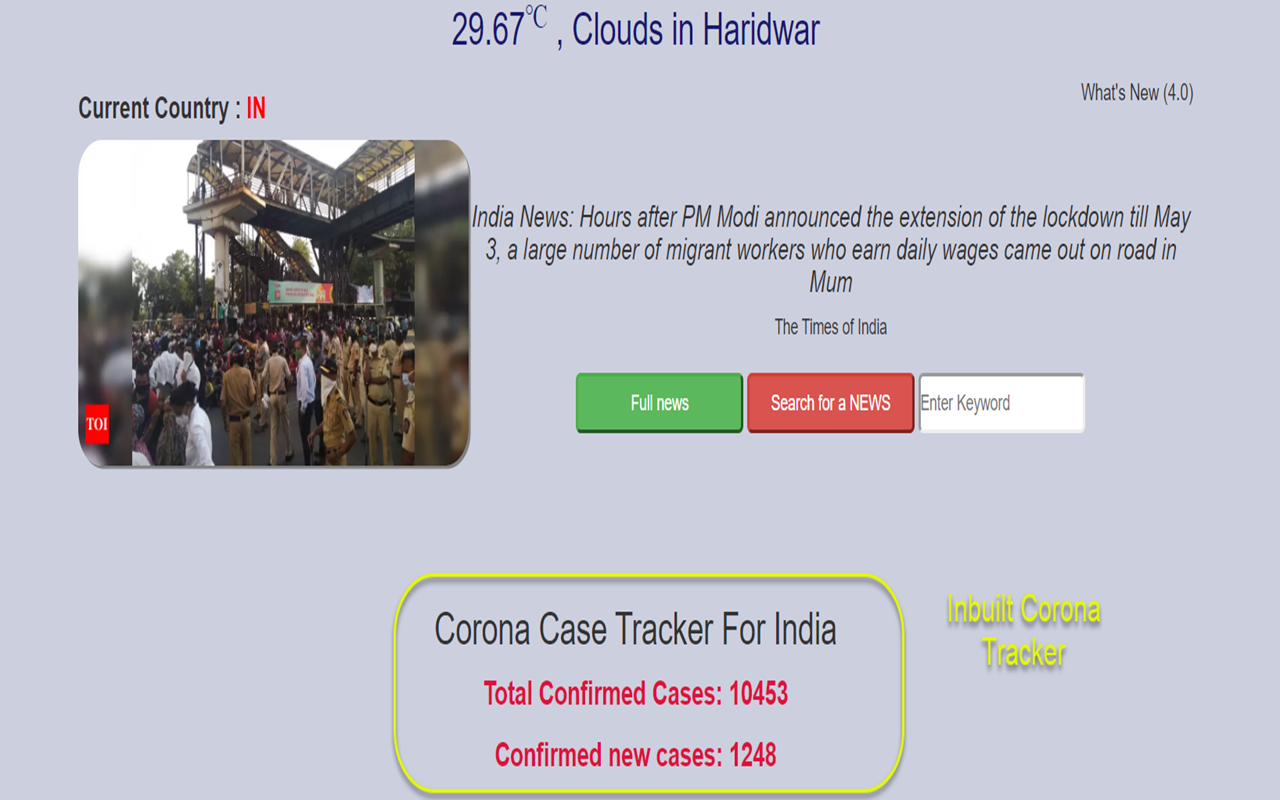 29.67°C , Clouds in Haridwar
What's New (4.0)
Current Country : IN
India News: Hours after PM Modi announced the extension of the lockdown till May
3, a large number of migrant workers who earn daily wages came out on road in
Mum
The Times of India
TOI
Full news
Search for a NEWS
Enter Keyword
Corona Case Tracker For India
Total Confirmed Cases: 10453
Confirmed new cases: 1248
Inbuilt Corona
Tracker